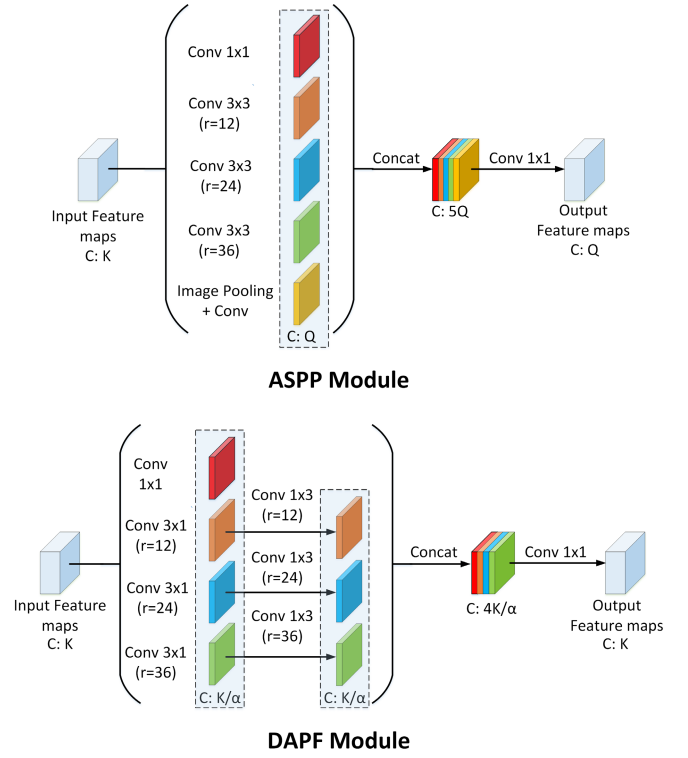 Conv 1x1
Conv 3x3
(r=12)
Conv 3x3
(r=24)
Conv 3x3
(r=36)
Image Pooling
+ Conv
C: Q
Input Feature
maps
C: K
Concat
C: 5Q
Conv 1x1
Output
Feature maps
C: Q
ASPP Module
Conv
1x1
Conv 3x1
(r=12)
Conv 3x1
(r=24)
Conv 3x1
(r=36)
C: K/α
Conv 1x3
(r=12)
Conv 1x3
(r=24)
Conv 1x3
(r=36)
C: K/α
Input Feature
maps
C: K
Concat
C: 4K/α
Conv 1x1
Output
Feature maps
C: K
DAPF Module